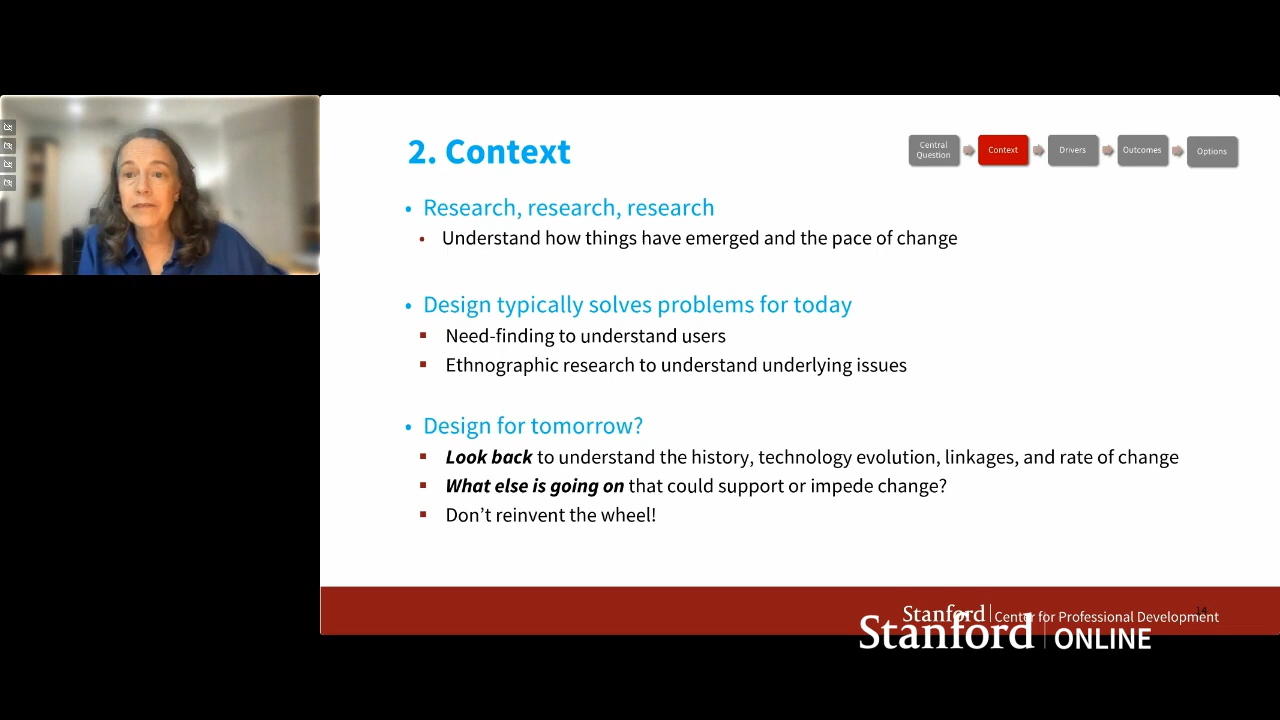 2. Context
Central
Question
Context
Drivers
Outcomes
Options
• Research, research, research
• Understand how things have emerged and the pace of change
• Design typically solves problems for today
▪ Need-finding to understand users
▪ Ethnographic research to understand underlying issues
• Design for tomorrow?
▪ Look back to understand the history, technology evolution, linkages, and rate of change
▪ What else is going on that could support or impede change?
▪ Don’t reinvent the wheel!
14
Stanford | Center for Professional Development
Stanford | ONLINE